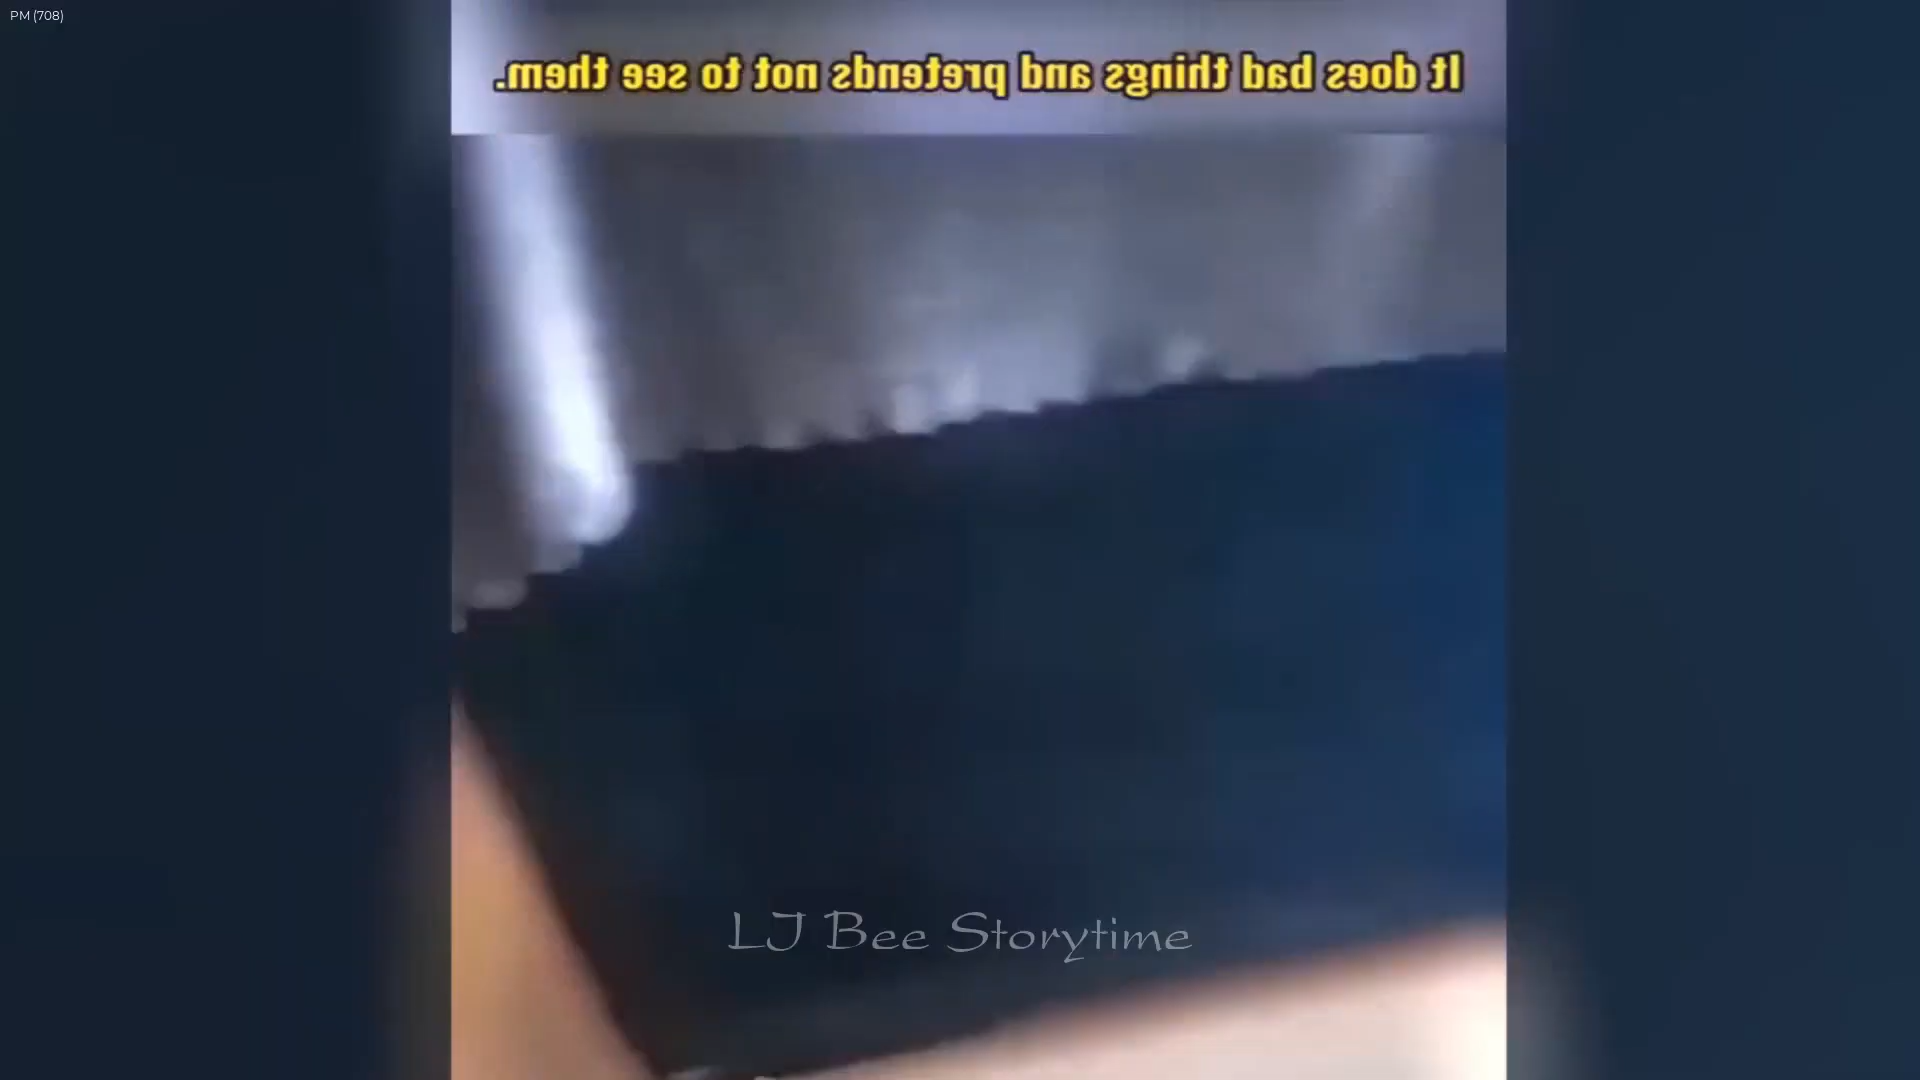 PM (708)
It does bad things and pretends not to see them.
LJ Bee Storytime